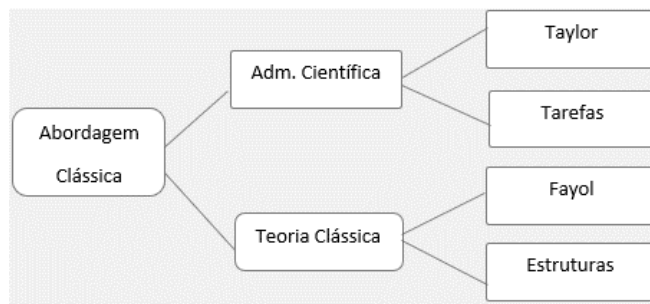 Abordagem
Clássica
Adm. Científica
Teoria Clássica
Taylor
Tarefas
Fayol
Estruturas